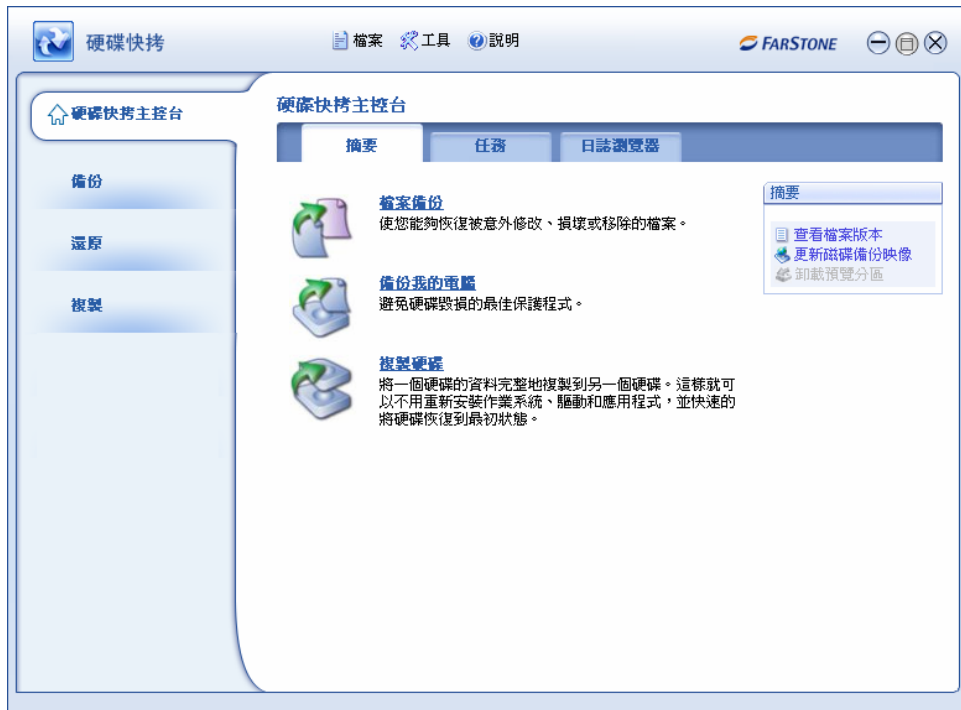 硬碟快拷
檔案 工具 說明
FARSTONE
硬碟快拷主控台
備份
還原
複製
硬碟快拷主控台
摘要 任務 日誌瀏覽器
檔案備份
使您能夠恢復被意外修改、損壞或移除的檔案。
備份我的電腦
避免硬碟毀損的最佳保護程式。
複製硬碟
將一個硬碟的資料完整地複製到另一個硬碟。這樣就可
以不用重新安裝作業系統、驅動和應用程式，並快速的
將硬碟恢復到最初狀態。
摘要
查看檔案版本
更新磁碟備份映像
卸載預覽分區